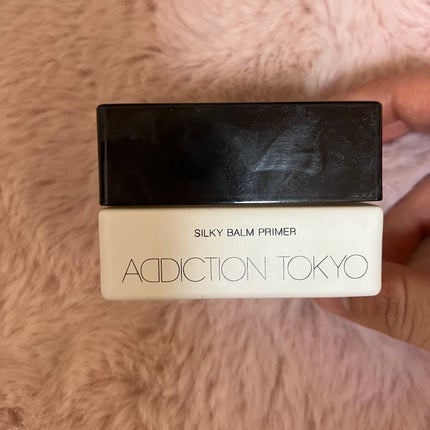 SILKY BALM PRIMER
ADDICTION TOKYO